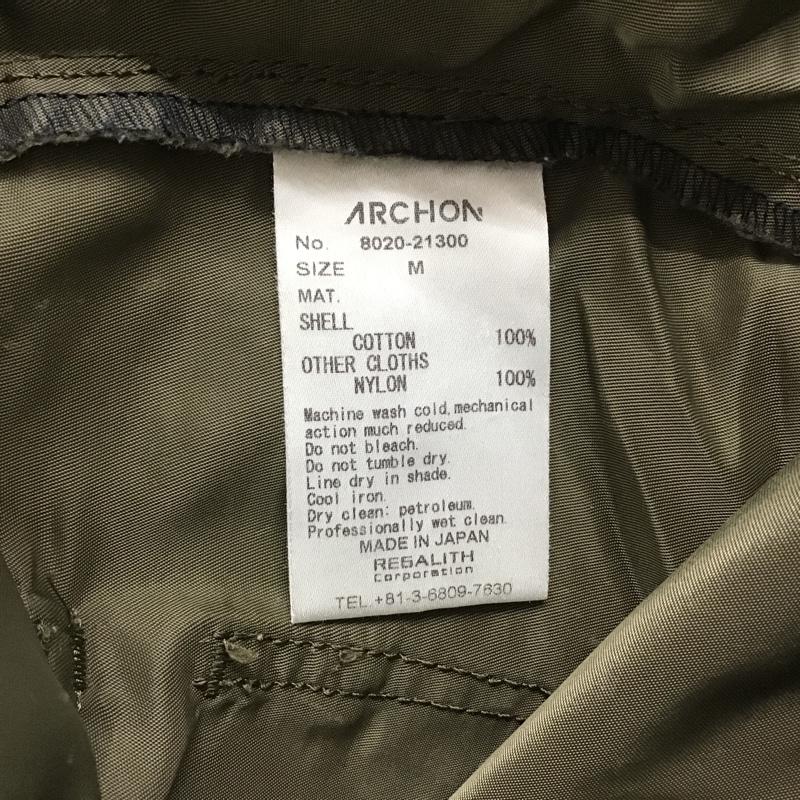 ARCHON
No. 8020-21300
SIZE M
MAT.
SHELL
COTTON 100%
OTHER CLOTHS
NYLON 100%
Machine wash cold, mechanical
action much reduced.
Do not bleach.
Do not tumble dry.
Line dry in shade.
Cool iron.
Dry clean: petroleum.
Professionally wet clean.
MADE IN JAPAN
REGALITH
Corporation
TEL.+81-3-6809-7630